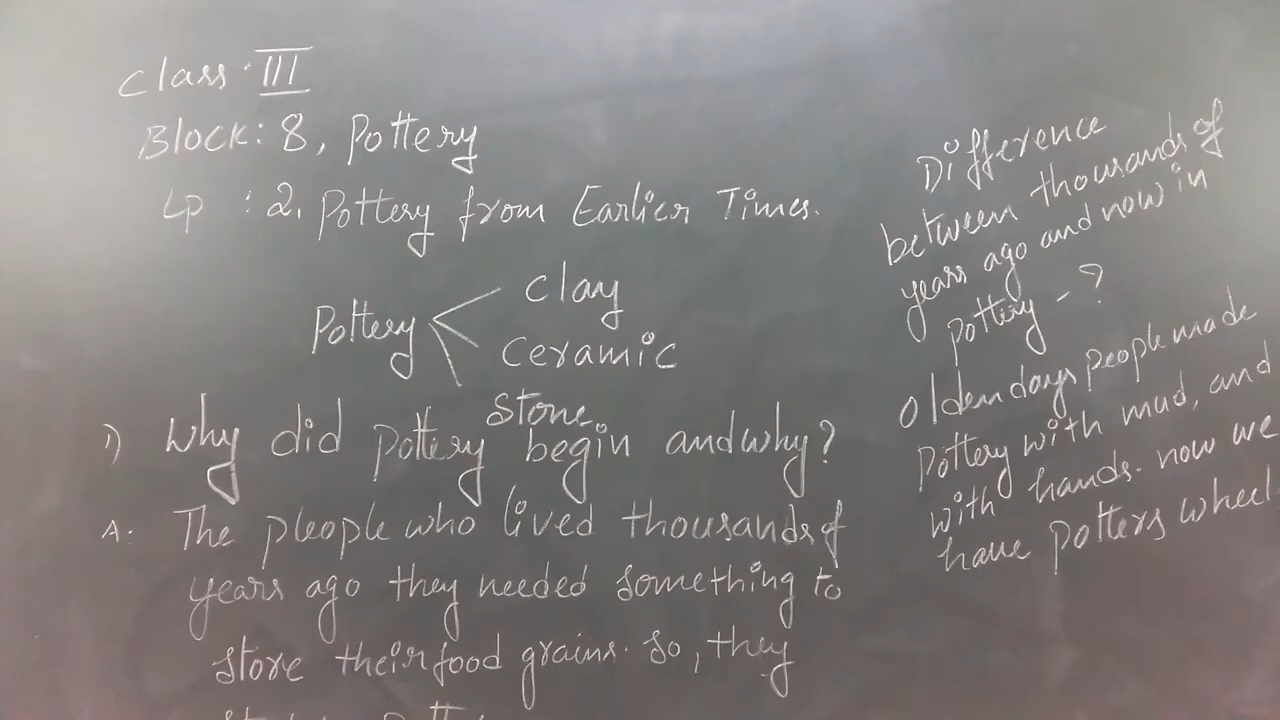 Class. III
Block: 8, Pottery
LP : 2. Pottery from Earlier Times.
Pottery
Clay
Ceramic
Stone
1) Why did pottery begin and why?
A: The pleople who lived thousands of
years ago they needed something to
store their food grains. So, they
Difference
between thousands of
years ago and now in
pottery - ?
Olden days people made
pottery with mud, and
with hands. now we
have potters wheel